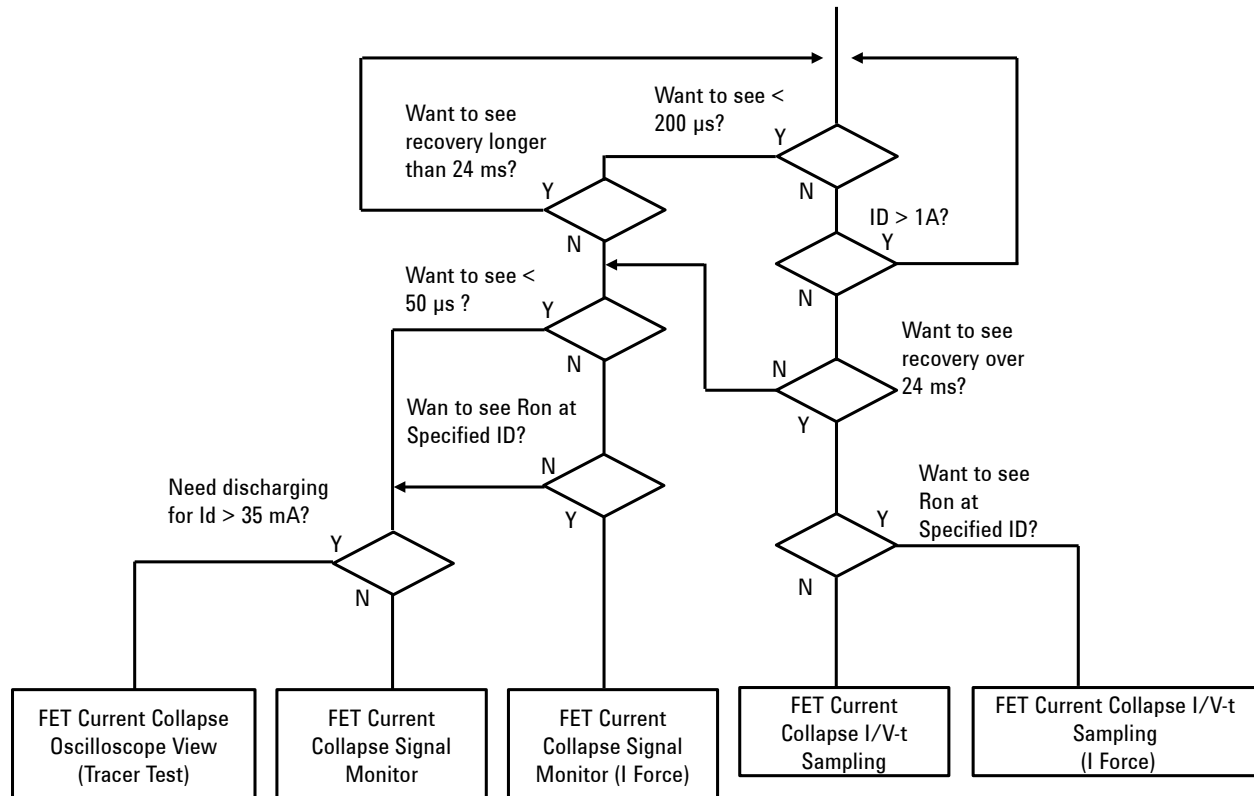 Want to see <
200 µs?
Y
N
Want to see
recovery longer
than 24 ms?
Y
N
ID > 1A?
Y
N
Want to see <
50 µs ?
Y
N
Want to see
recovery over
24 ms?
N
Y
Wan to see Ron at
Specified ID?
N
Y
Want to see
Ron at
Specified ID?
Y
N
Need discharging
for Id > 35 mA?
Y
N
FET Current Collapse
Oscilloscope View
(Tracer Test)
FET Current
Collapse Signal
Monitor
FET Current
Collapse Signal
Monitor (I Force)
FET Current
Collapse I/V-t
Sampling
FET Current Collapse I/V-t
Sampling
(I Force)